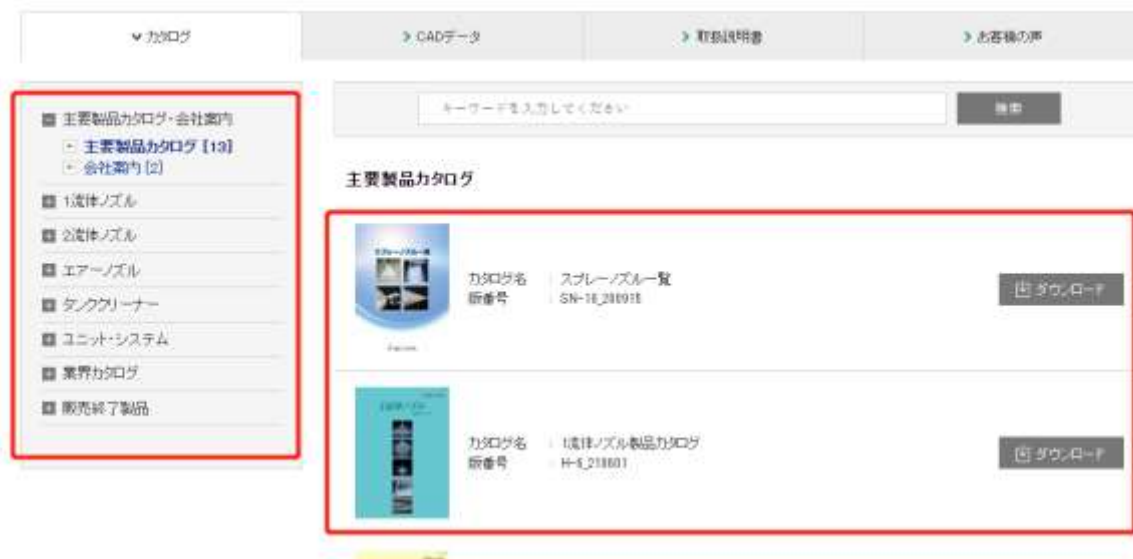 カタログ
CADデータ
取扱説明書
お客様の声
主要製品カタログ・会社案内
主要製品カタログ [13]
会社案内 [2]
1流体ノズル
2流体ノズル
エアーノズル
タンククリーナー
ユニット・システム
業界カタログ
販売終了製品
キーワードを入力してください
検索
主要製品カタログ
スプレーノズル一覧
カタログ名 : スプレーノズル一覧
版番号 :
ダウンロード
カタログ名 : 1流体ノズル製品カタログ
版番号 :
ダウンロード